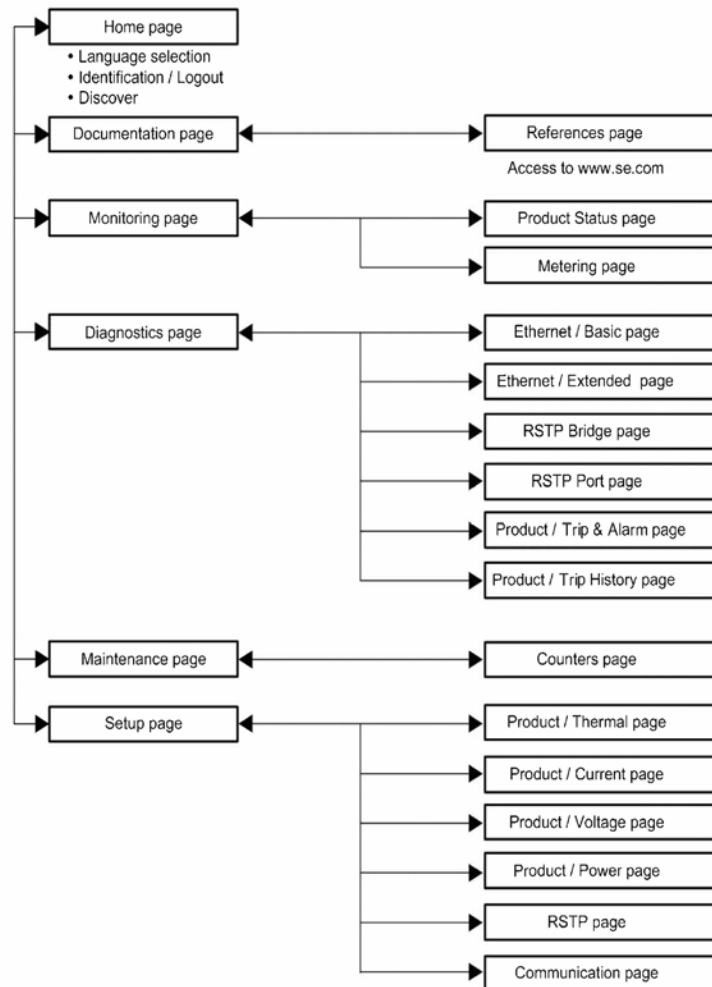 Home page
• Language selection
• Identification / Logout
• Discover
Documentation page
References page
Access to www.se.com
Monitoring page
Product Status page
Metering page
Diagnostics page
Ethernet / Basic page
Ethernet / Extended page
RSTP Bridge page
RSTP Port page
Product / Trip & Alarm page
Product / Trip History page
Maintenance page
Counters page
Setup page
Product / Thermal page
Product / Current page
Product / Voltage page
Product / Power page
RSTP page
Communication page